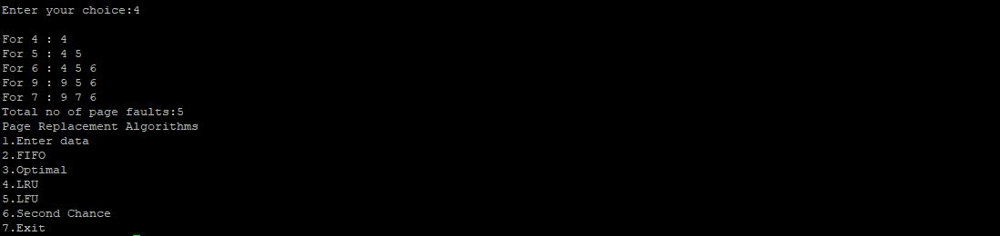 Enter your choice:4
For 4 : 4
For 5 : 4 5
For 6 : 4 5 6
For 9 : 9 5 6
For 7 : 9 7 6
Total no of page faults:5
Page Replacement Algorithms
1.Enter data
2.FIFO
3.Optimal
4.LRU
5.LFU
6.Second Chance
7.Exit